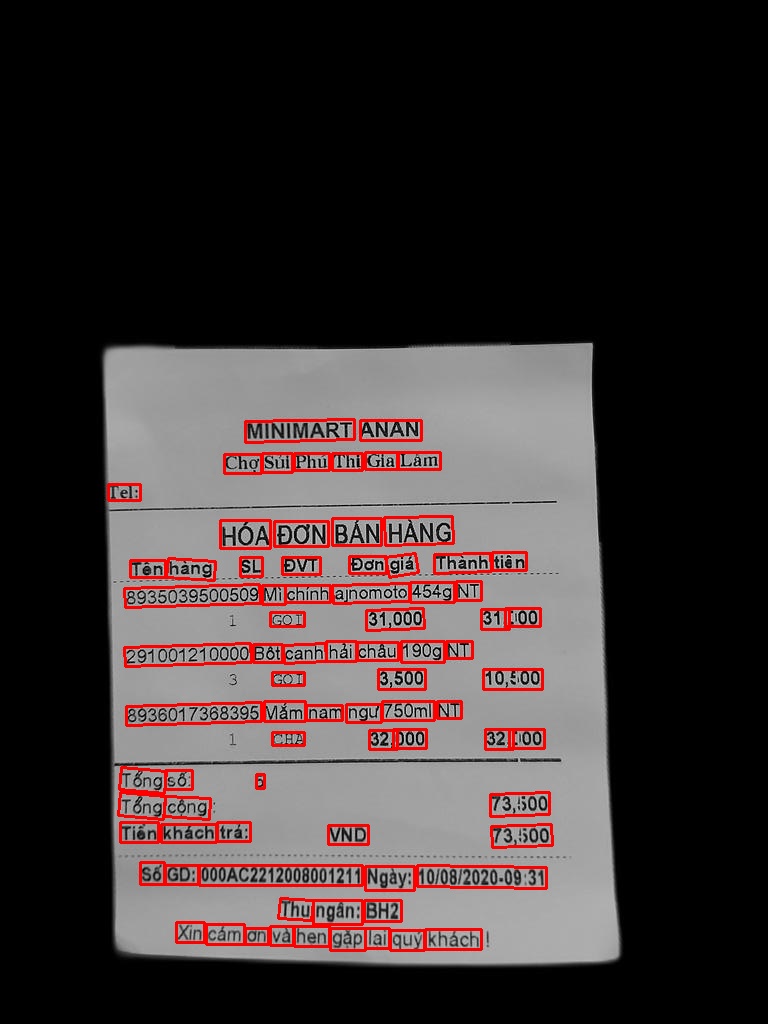 MINIMART ANAN
Chợ Sủi Phú Thị Gia Lâm
Tel:
HÓA ĐƠN BÁN HÀNG
Tên hàng SL ĐVT Đơn giá Thành tiền
8935039500509 Mì chính ajnomoto 454g NT
1 GOI 31,000 31,000
291001210000 Bột canh hải châu 190g NT
3 GOI 3,500 10,500
8936017368395 Mắm nam ngư 750ml NT
1 CHA 32,000 32,000
Tổng số: 5
Tổng cộng : 73,500
Tiền khách trả: VND 73,500
Số GD: 000AC2212008001211 Ngày: 10/08/2020-09:31
Thu ngân: BH2
Xin cám ơn và hẹn gặp lại quý khách !